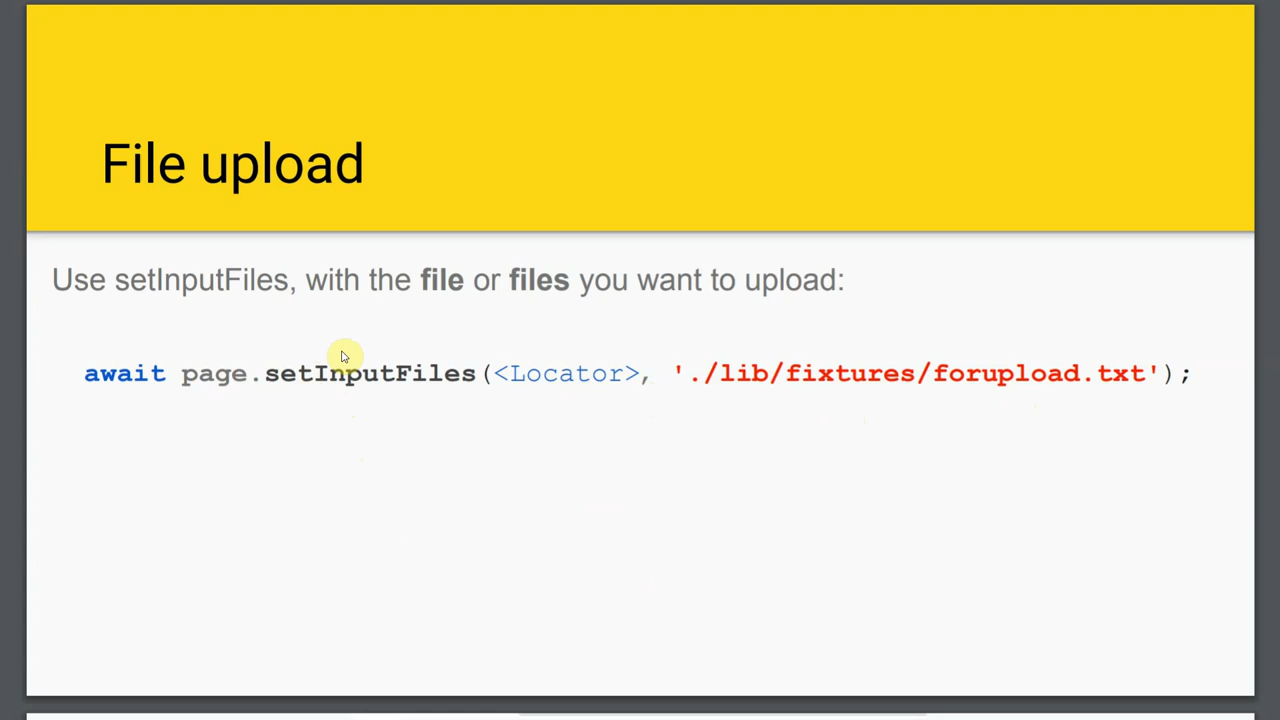 File upload
Use setInputFiles, with the file or files you want to upload:
await page.setInputFiles(<Locator>, './lib/fixtures/forupload.txt');